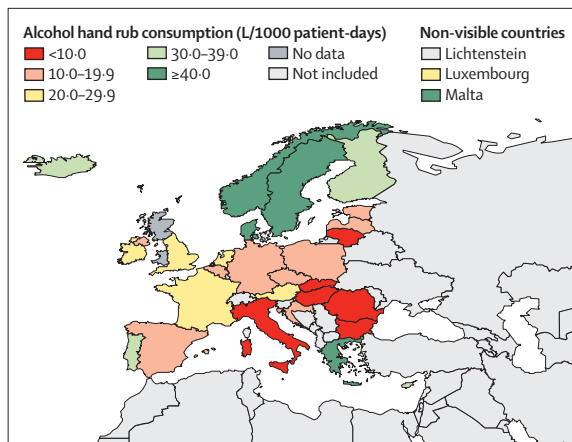 Alcohol hand rub consumption (L/1000 patient-days)
<10·0
10·0–19·9
20·0–29·9
30·0–39·0
≥40·0
No data
Not included
Non-visible countries
Lichtenstein
Luxembourg
Malta